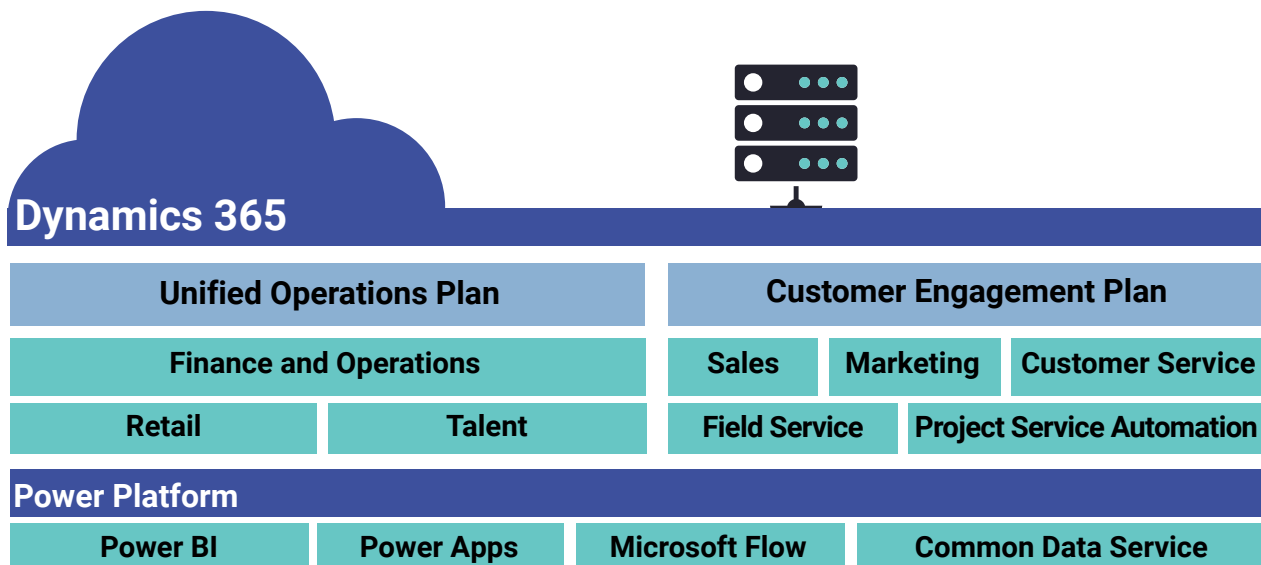 Dynamics 365
Unified Operations Plan
Customer Engagement Plan
Finance and Operations
Sales
Marketing
Customer Service
Retail
Talent
Field Service
Project Service Automation
Power Platform
Power BI
Power Apps
Microsoft Flow
Common Data Service